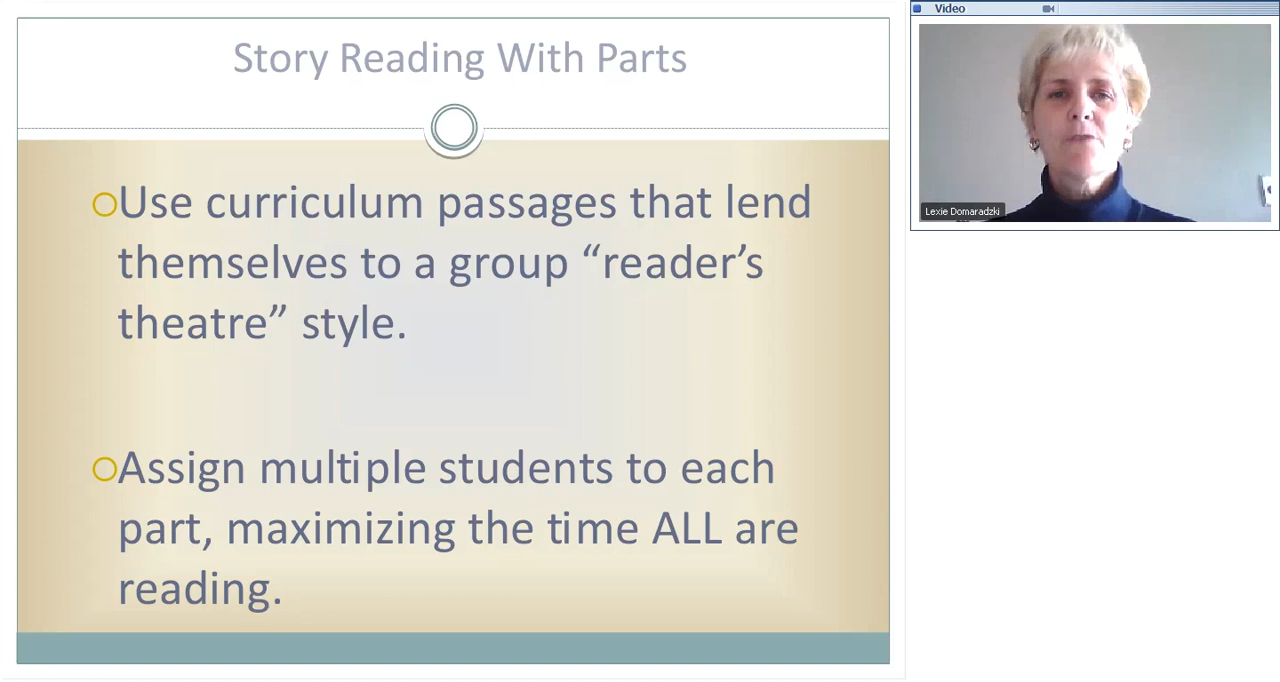 Story Reading With Parts
Use curriculum passages that lend
themselves to a group “reader’s
theatre” style.
Assign multiple students to each
part, maximizing the time ALL are
reading.
Video
Lexie Domaradzki